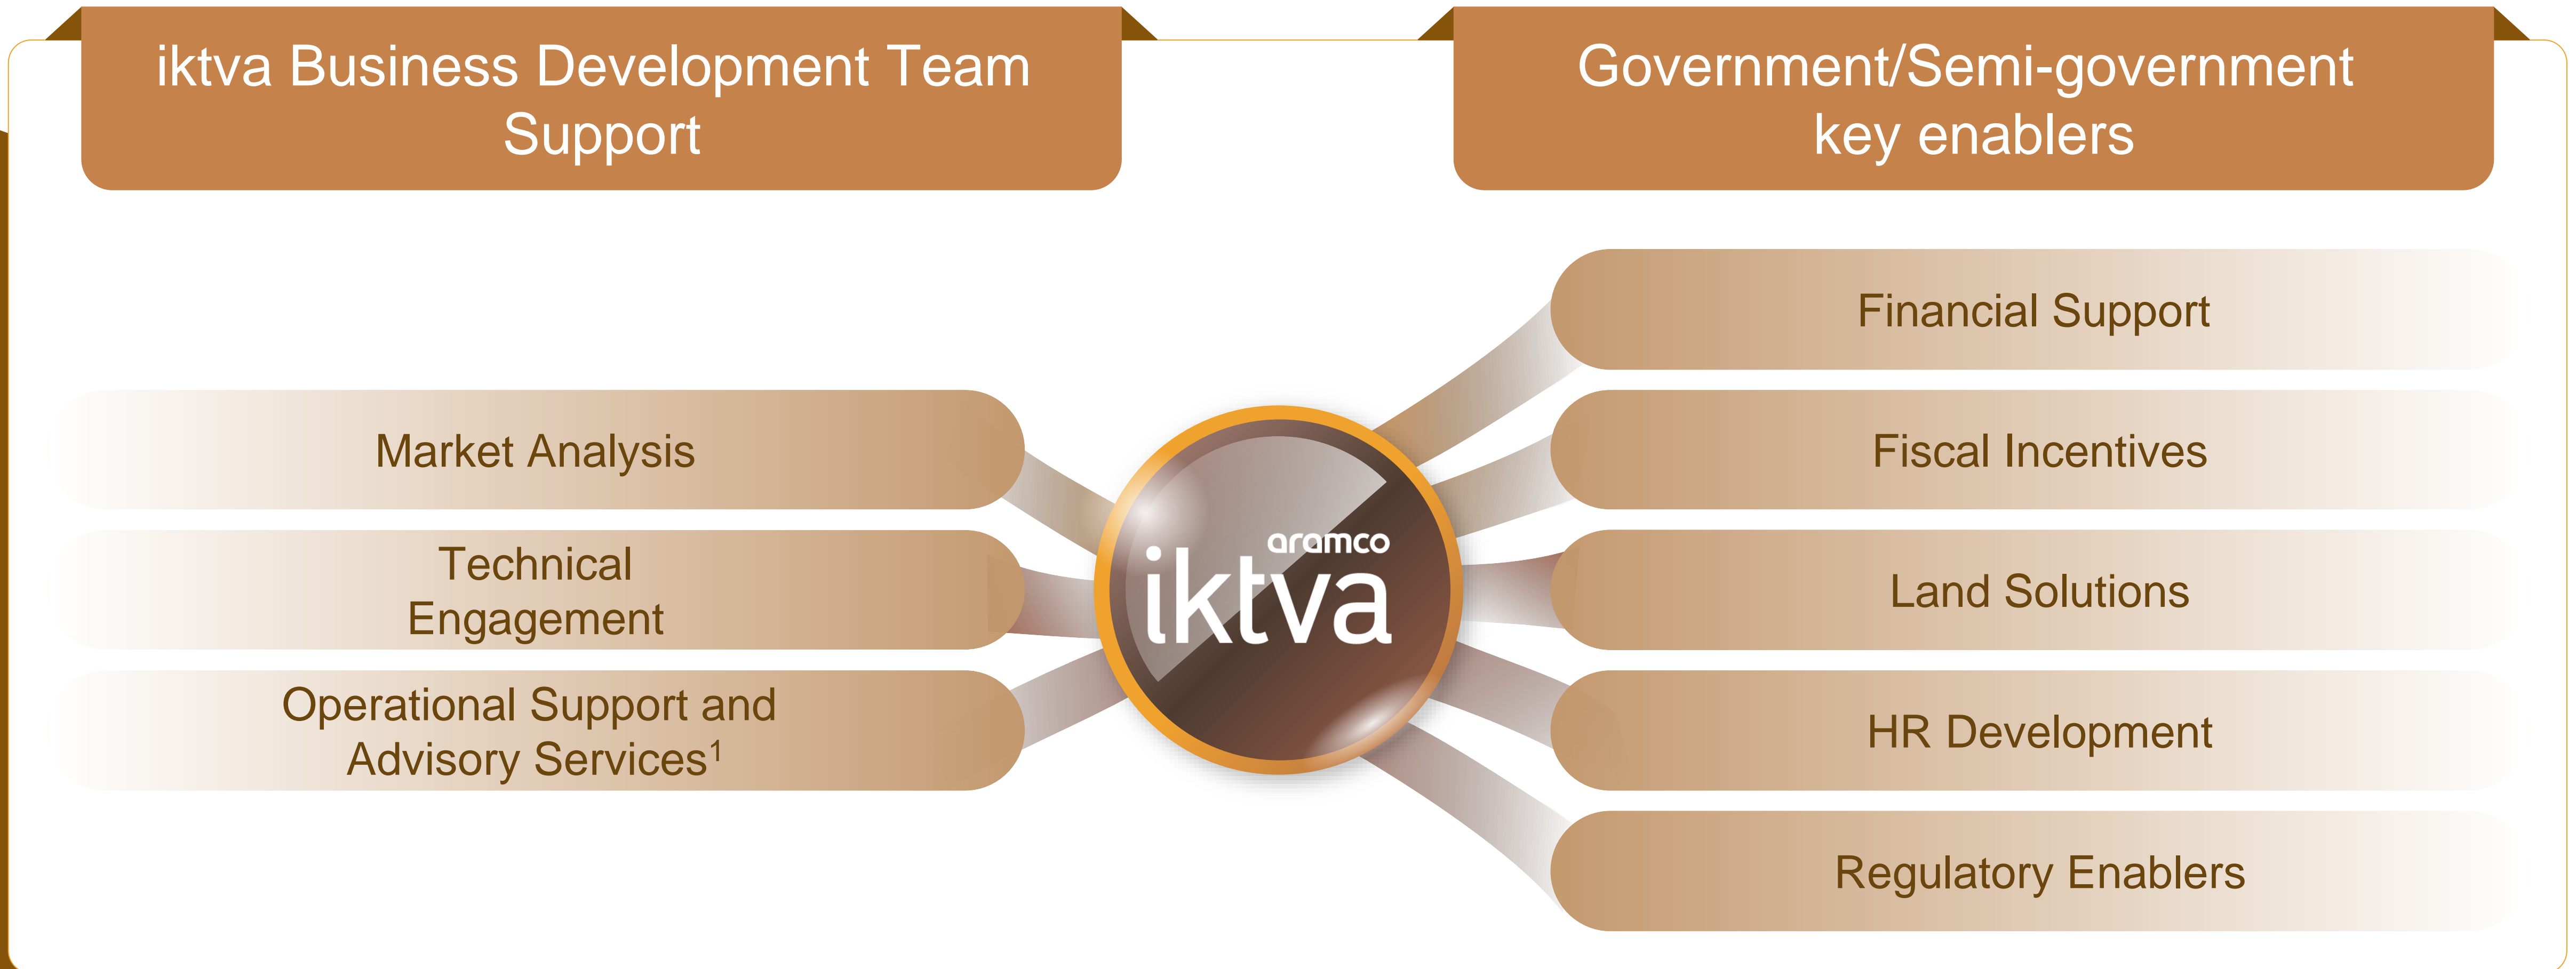 iktva Business Development Team
Support
Government/Semi-government
key enablers
Market Analysis
Technical
Engagement
Operational Support and
Advisory Services¹
aramco
iktva
Financial Support
Fiscal Incentives
Land Solutions
HR Development
Regulatory Enablers